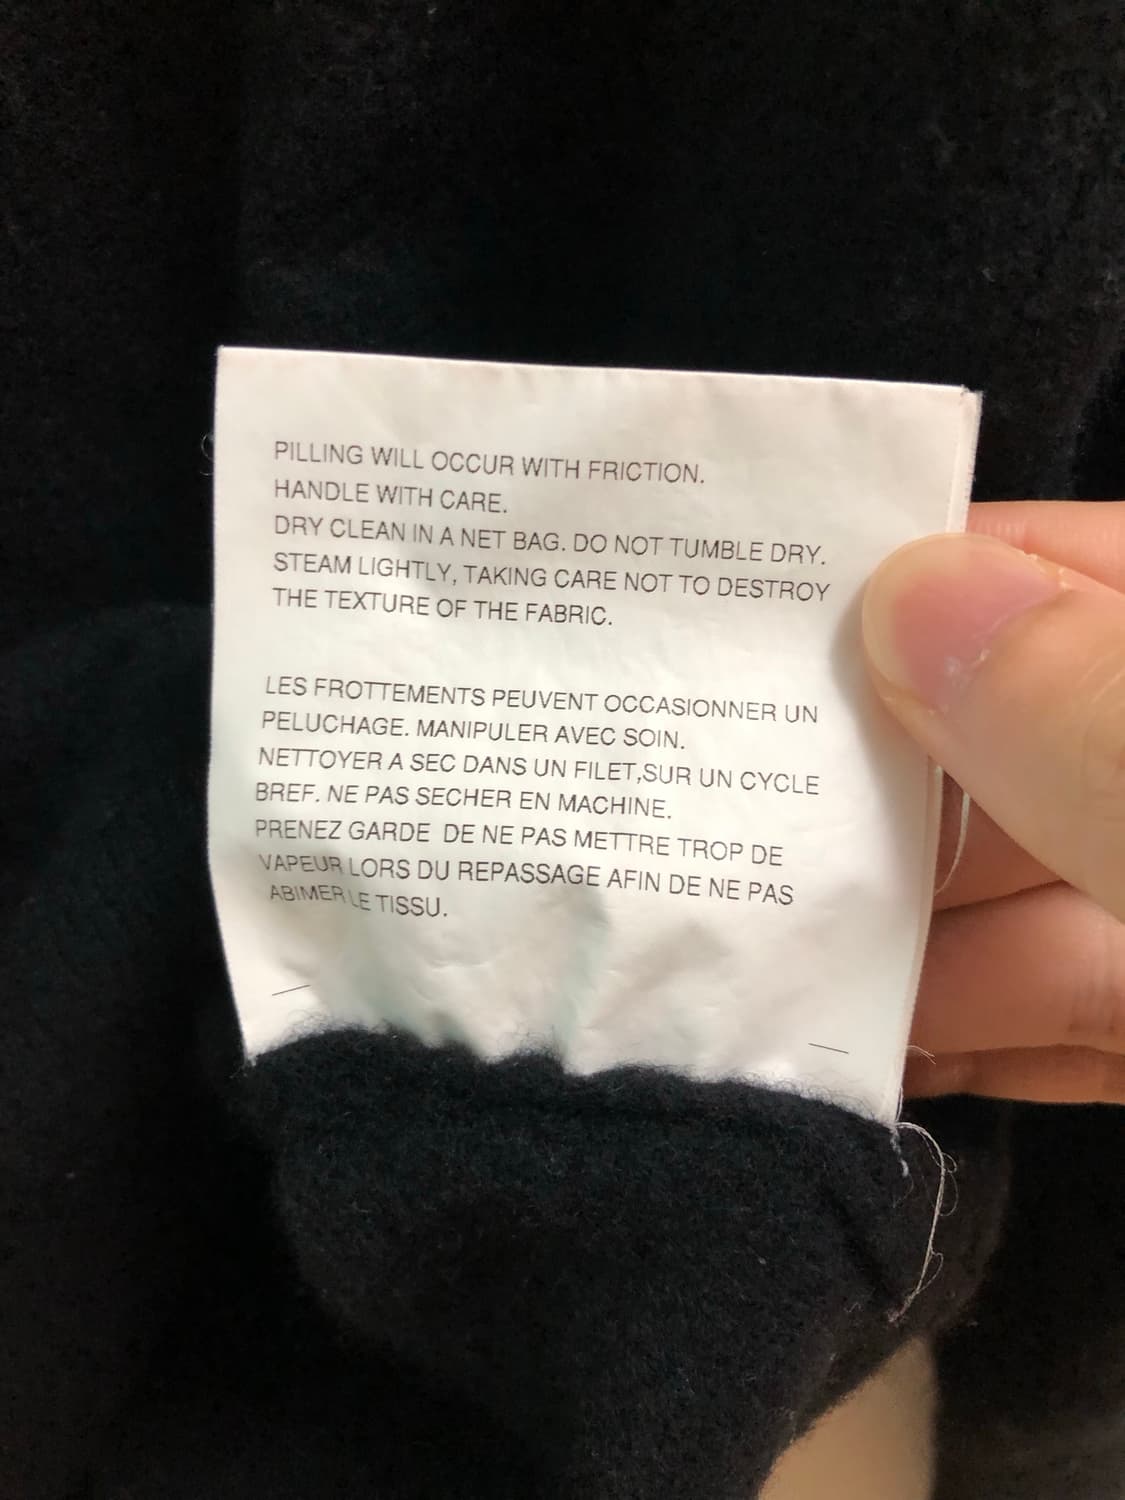 PILLING WILL OCCUR WITH FRICTION.
HANDLE WITH CARE.
DRY CLEAN IN A NET BAG. DO NOT TUMBLE DRY.
STEAM LIGHTLY, TAKING CARE NOT TO DESTROY
THE TEXTURE OF THE FABRIC.
LES FROTTEMENTS PEUVENT OCCASIONNER UN
PELUCHAGE. MANIPULER AVEC SOIN.
NETTOYER A SEC DANS UN FILET,SUR UN CYCLE
BREF. NE PAS SECHER EN MACHINE.
PRENEZ GARDE DE NE PAS METTRE TROP DE
VAPEUR LORS DU REPASSAGE AFIN DE NE PAS
ABIMER LE TISSU.